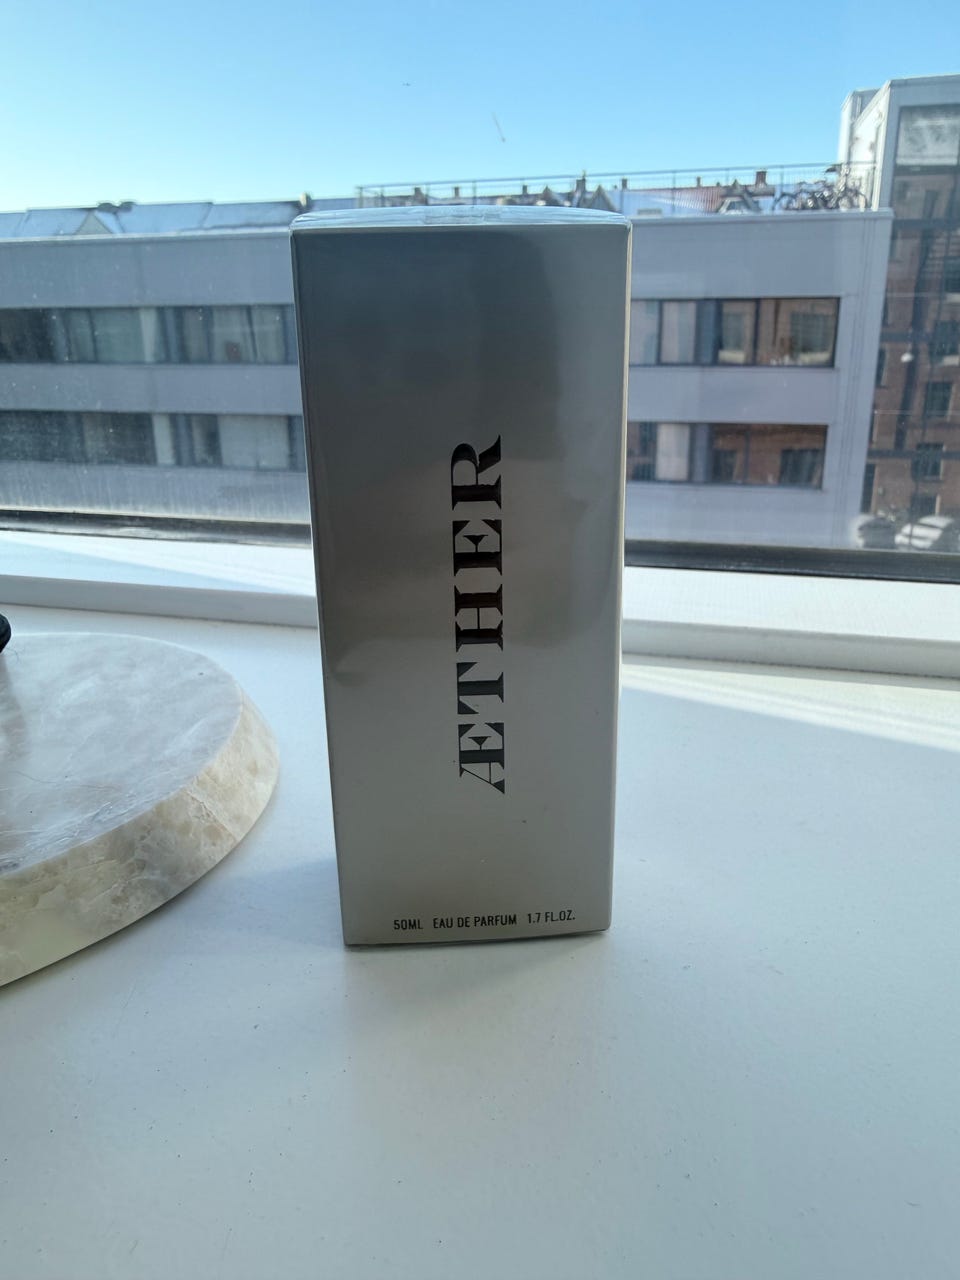 ÆTHER
50ML EAU DE PARFUM 1.7 FL.OZ.